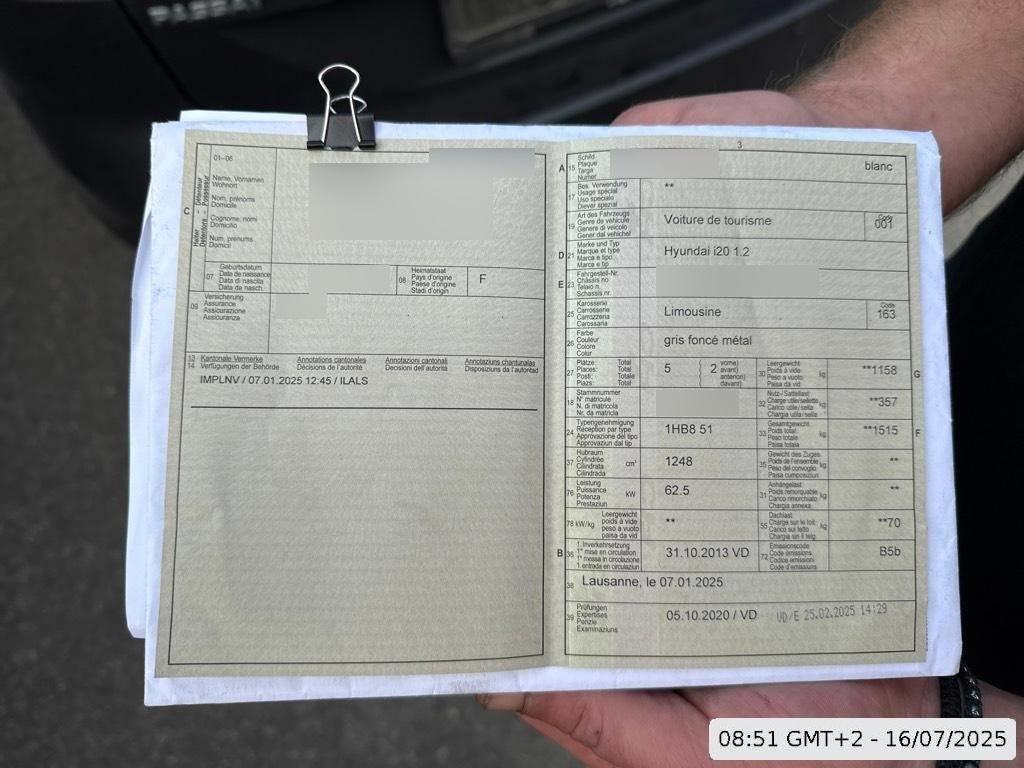 PASSAT
3
01-06
C
Halter
Détenteur
Detentore
Possessur
Name, Vornamen
Wohnort
Nom, prénoms
Domicile
Cognome, nomi
Domicilio
Num, prenums
Domicil
07
Geburtsdatum
Date de naissance
Data di nascita
Data da nasch.
08
Heimatstaat
Pays d'origine
Paese d'origine
Stadi d'origin
F
09
Versicherung
Assurance
Assicurazione
Assicuranza
13 Kantonale Vermerke
14 Verfügungen der Behörde
Annotations cantonales
Décisions de l'autorité
Annotazioni cantonali
Decisioni dell'autorità
Annotaziuns chantunalas
Disposiziuns da l'autoritad
IMPLNV / 07.01.2025 12:45 / ILALS
A 15
Schild
Plaque
Targa
Numer
blanc
17
Bes. Verwendung
Usage spécial
Uso speciale
Diever spezial
**
19
Art des Fahrzeugs
Genre de véhicule
Genere di veicolo
Gener dal vehichel
Voiture de tourisme
Code
001
D 21
Marke und Typ
Marque et type
Marca e tipo
Marca e tip
Hyundai i20 1.2
E 23
Fahrgestell-Nr.
Châssis no
Telaio n.
Schassis nr.
25
Karosserie
Carrosserie
Carrozzeria
Carossaria
Limousine
Code
163
26
Farbe
Couleur
Colore
Colur
gris foncé métal
27
Plätze: Total
Places: Total
Posti: Totale
Plazs: Total
5
2
vorne)
avant)
anteriori)
davant)
30
Leergewicht
Poids à vide
Peso a vuoto
Paisa da vid
kg
**1158
G
18
Stammnummer
N° matricule
N. di matricola
Nr. da matricla
32
Nutz-/ Sattellast
Charge utile/sellette
Carico utile/sella
Chargia utila/sella
kg
**357
24
Typengenehmigung
Réception par type
Approvazione del tipo
Approvaziun dal tip
1HB8 51
33
Gesamtgewicht
Poids total
Peso totale
Paisa totala
kg
**1515
F
37
Hubraum
Cylindrée
Cilindrata
Cilindrada
cm³
1248
35
Gewicht des Zuges
Poids de l'ensemble
Peso del convoglio
Paisa cumposiziun
kg
**
76
Leistung
Puissance
Potenza
Prestaziun
kW
62.5
31
Anhängelast
Poids remorquable
Carico rimorchiato
Chargia annexa
kg
**
78 kW/kg
Leergewicht
poids à vide
peso a vuoto
paisa da vid
**
55
Dachlast
Charge sur le toit
Carico sul tetto
Chargia sin il tetg
kg
**70
B 36
1. Inverkehrsetzung
1re mise en circulation
1a messa in circolazione
1. entrada en circulaziun
31.10.2013 VD
72
Emissionscode
Code émissions
Codice emissioni
Code d'emissiuns
B5b
38
Lausanne, le 07.01.2025
39
Prüfungen
Expertises
Perizie
Examinaziuns
05.10.2020 / VD
VD/E 25.02.2025 14:29
08:51 GMT+2 - 16/07/2025